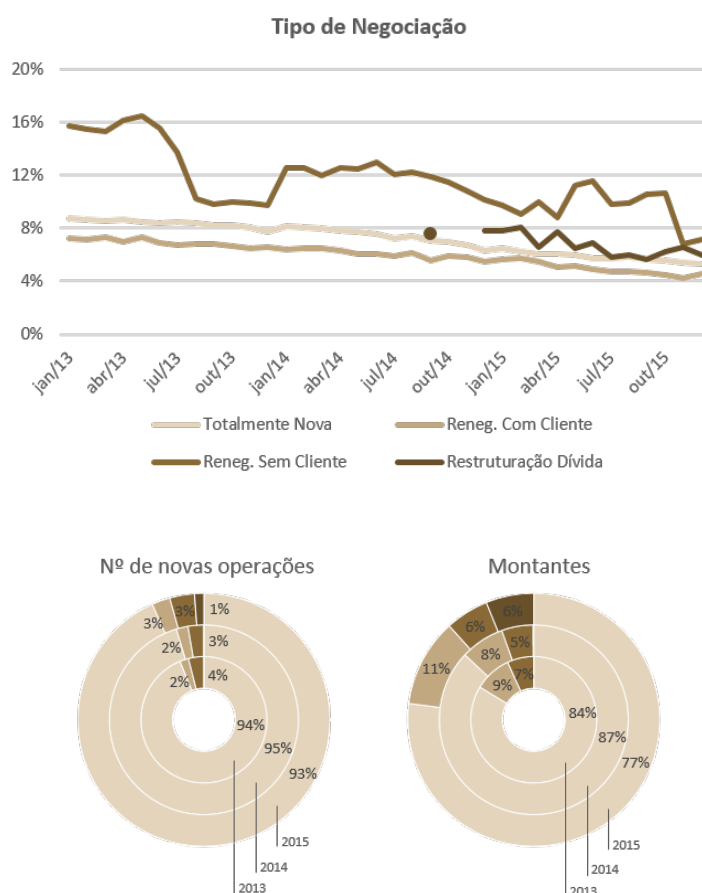 Tipo de Negociação
20%
16%
12%
8%
4%
0%
jan/13 abr/13 jul/13 out/13 jan/14 abr/14 jul/14 out/14 jan/15 abr/15 jul/15 out/15
Totalmente Nova Reneg. Com Cliente
Reneg. Sem Cliente Restruturação Dívida
Nº de novas operações
3% 3% 1%
2% 3%
2% 4%
94%
95%
93%
2015
2014
2013
Montantes
11% 6% 6%
8% 5%
9% 7%
84%
87%
77%
2015
2014
2013